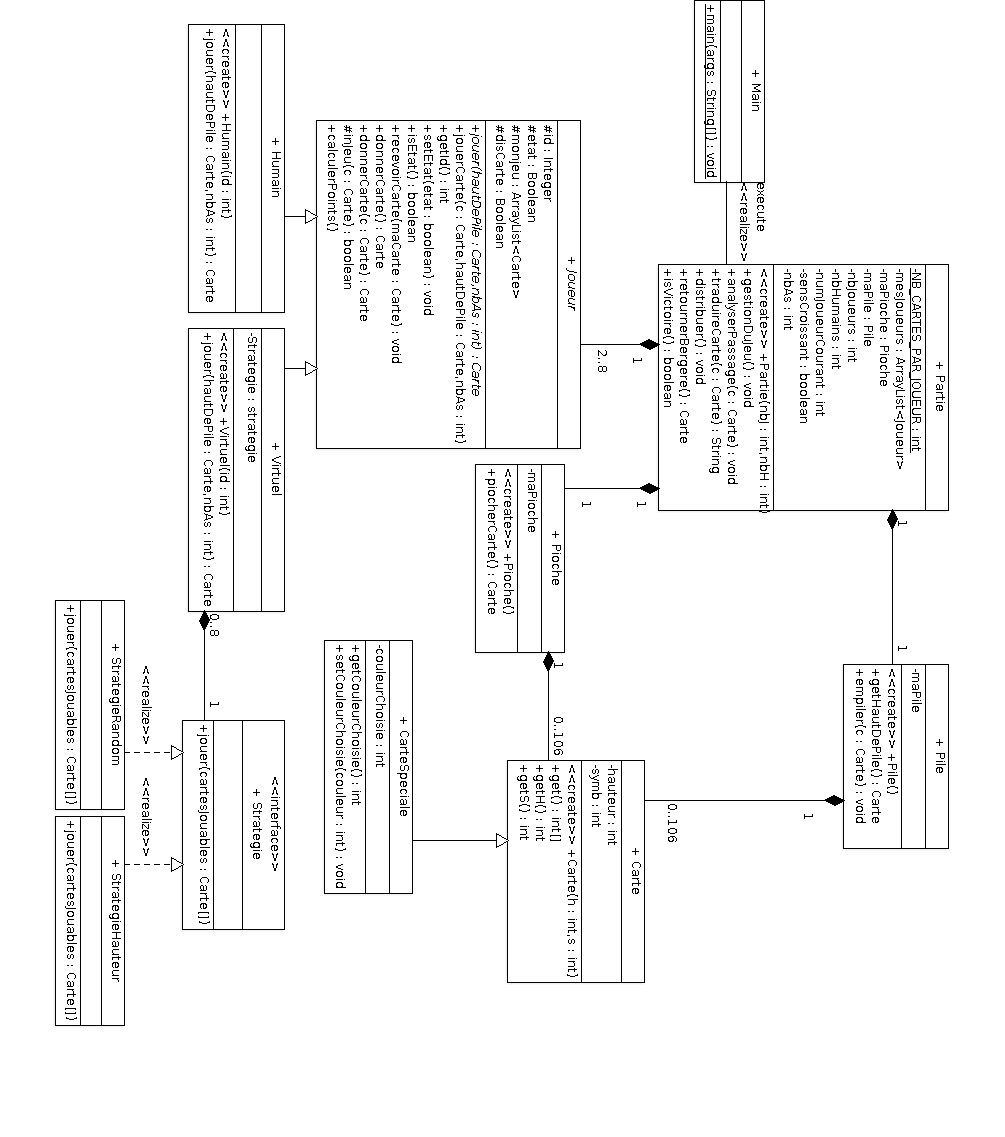 + Main
+main(args : String[]) : void
execute
<<realize>>
+ Partie
-NB_CARTES_PAR_JOUEUR : int
-mesJoueurs : ArrayList<Joueur>
-maPioche : Pioche
-maPile : Pile
-nbJoueurs : int
-nbHumains : int
-numJoueurCourant : int
-sensCroissant : boolean
-nbAs : int
<<create>> +Partie(nbJ : int,nbH : int)
+gestionDuJeu() : void
+analyserPassage(c : Carte) : void
+traduireCarte(c : Carte) : String
+distribuer() : void
+retournerBergere() : Carte
+isVictoire() : boolean
1
1
+ Pile
-maPile
<<create>> +Pile()
+getHautDePile() : Carte
+empiler(c : Carte) : void
1
2..8
1
1
1
0..106
+ Joueur
#id : Integer
#etat : Boolean
#monjeu : ArrayList<Carte>
#disCarte : Boolean
+jouer(hautDePile : Carte,nbAs : int) : Carte
+jouerCarte(c : Carte,hautDePile : Carte,nbAs : int)
+getId() : int
+setEtat(etat : boolean) : void
+isEtat() : boolean
+recevoirCarte(maCarte : Carte) : void
+donnerCarte() : Carte
+donnerCarte(c : Carte) : Carte
#inJeu(c : Carte) : boolean
+calculerPoints()
+ Pioche
-maPioche
<<create>> +Pioche()
+piocherCarte() : Carte
1
0..106
+ Carte
-hauteur : int
-symb : int
<<create>> +Carte(h : int,s : int)
+get() : int[]
+getH() : int
+getS() : int
+ CarteSpeciale
-couleurChoisie : int
+getCouleurChoisie() : int
+setCouleurChoisie(couleur : int) : void
+ Humain
<<create>> +Humain(id : int)
+jouer(hautDePile : Carte,nbAs : int) : Carte
+ Virtuel
-Strategie : strategie
<<create>> +Virtuel(id : int)
+jouer(hautDePile : Carte,nbAs : int) : Carte
0..8
1
<<interface>>
+ Strategie
+jouer(cartesJouables : Carte[])
<<realize>>
<<realize>>
+ StrategieRandom
+jouer(cartesJouables : Carte[])
+ StrategieHauteur
+jouer(cartesJouables : Carte[])